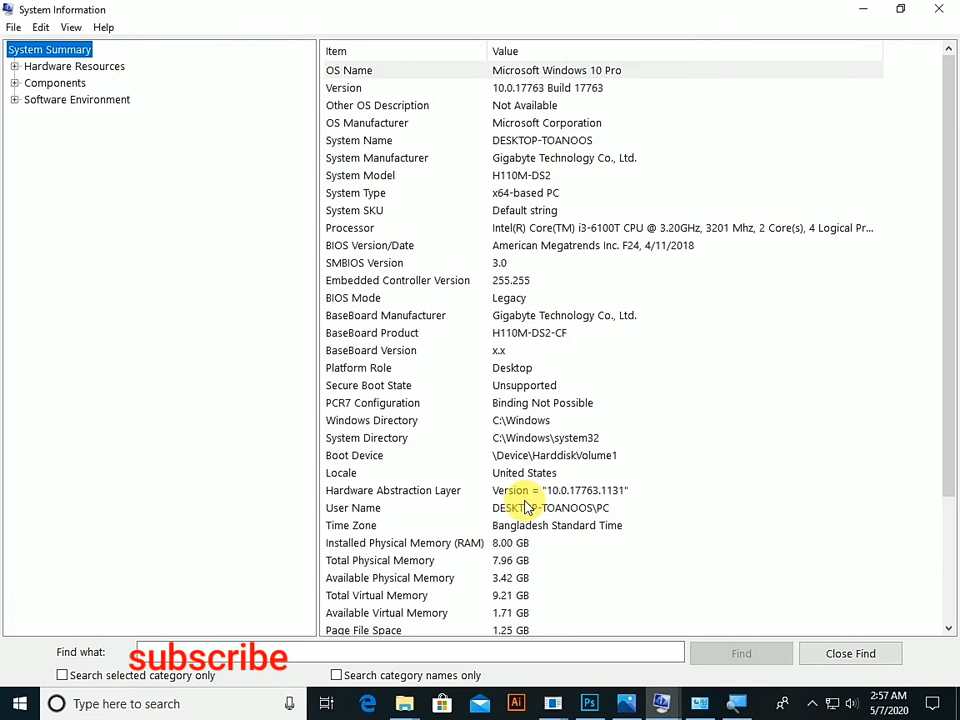 System Information
File Edit View Help
System Summary
Hardware Resources
Components
Software Environment
Item Value
OS Name Microsoft Windows 10 Pro
Version 10.0.17763 Build 17763
Other OS Description Not Available
OS Manufacturer Microsoft Corporation
System Name DESKTOP-TOANOOS
System Manufacturer Gigabyte Technology Co., Ltd.
System Model H110M-DS2
System Type x64-based PC
System SKU Default string
Processor Intel(R) Core(TM) i3-6100T CPU @ 3.20GHz, 3201 Mhz, 2 Core(s), 4 Logical Pr...
BIOS Version/Date American Megatrends Inc. F24, 4/11/2018
SMBIOS Version 3.0
Embedded Controller Version 255.255
BIOS Mode Legacy
BaseBoard Manufacturer Gigabyte Technology Co., Ltd.
BaseBoard Product H110M-DS2-CF
BaseBoard Version x.x
Platform Role Desktop
Secure Boot State Unsupported
PCR7 Configuration Binding Not Possible
Windows Directory C:\Windows
System Directory C:\Windows\system32
Boot Device \Device\HarddiskVolume1
Locale United States
Hardware Abstraction Layer Version = "10.0.17763.1131"
User Name DESKTOP-TOANOOS\PC
Time Zone Bangladesh Standard Time
Installed Physical Memory (RAM) 8.00 GB
Total Physical Memory 7.96 GB
Available Physical Memory 3.42 GB
Total Virtual Memory 9.21 GB
Available Virtual Memory 1.71 GB
Page File Space 1.25 GB
Find what: Find Close Find
subscribe
Search selected category only Search category names only
Type here to search
Ai
Ps
2:57 AM
5/7/2020